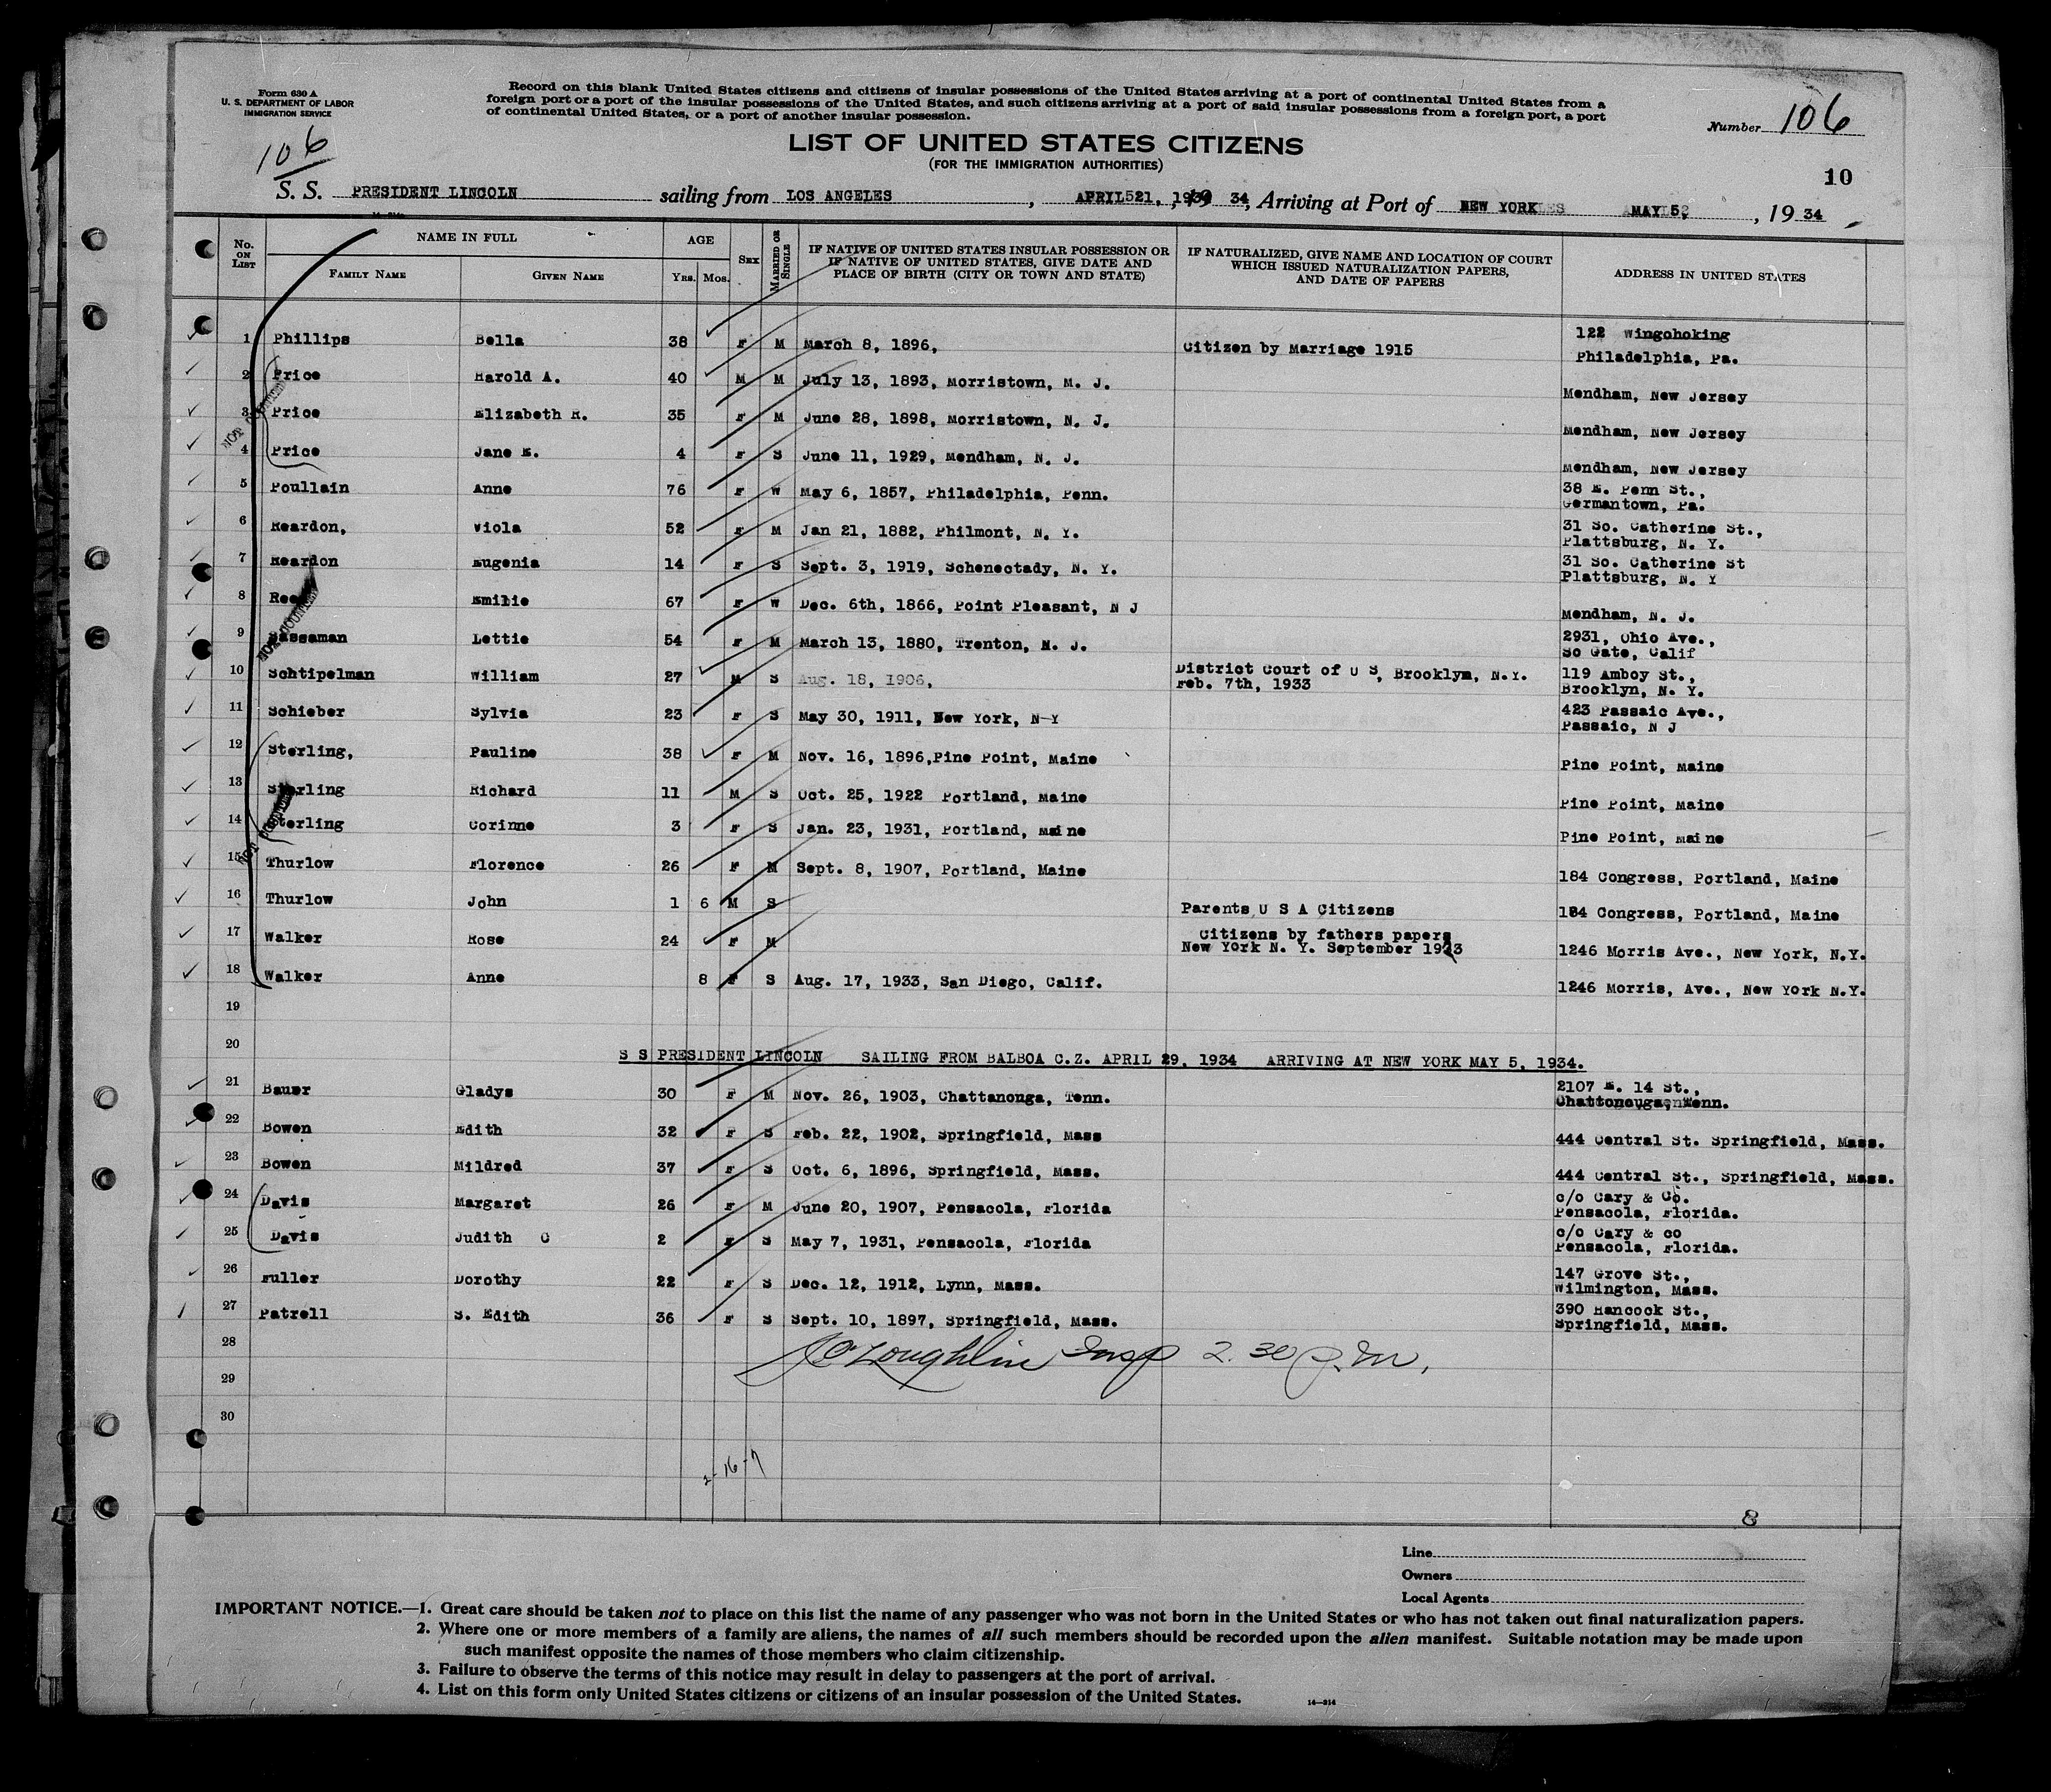 Form 630 A
U. S. DEPARTMENT OF LABOR
IMMIGRATION SERVICE
Record on this blank United States citizens and citizens of insular possessions of the United States arriving at a port of continental United States from a
foreign port or a port of the insular possessions of the United States, and such citizens arriving at a port of said insular possessions from a foreign port, a port
of continental United States, or a port of another insular possession.
Number 106
106
LIST OF UNITED STATES CITIZENS
(FOR THE IMMIGRATION AUTHORITIES)
10
S. S. PRESIDENT LINCOLN sailing from LOS ANGELES, APRIL 21, 1934, Arriving at Port of NEW YORK MAY 5, 1934
No. ON LIST NAME IN FULL AGE SEX MARRIED OR SINGLE IF NATIVE OF UNITED STATES INSULAR POSSESSION OR IF NATIVE OF UNITED STATES, GIVE DATE AND PLACE OF BIRTH (CITY OR TOWN AND STATE) IF NATURALIZED, GIVE NAME AND LOCATION OF COURT WHICH ISSUED NATURALIZATION PAPERS, AND DATE OF PAPERS ADDRESS IN UNITED STATES
FAMILY NAME GIVEN NAME YRS. MOS.
1 Phillips Bella 38 F M March 8, 1896, Citizen by Marriage 1915 122 Wingohoking Philadelphia, Pa.
2 Price Harold A. 40 M M July 13, 1893, Morristown, M. J. Mendham, New Jersey
3 Price Elizabeth R. 35 F M June 28, 1898, Morristown, N. J. Mendham, New Jersey
4 Price Jane E. 4 F S June 11, 1929, Mendham, N. J. Mendham, New Jersey
5 Poullain Anne 76 F W May 6, 1857, Philadelphia, Penn. 38 E. Penn St., Germantown, Pa.
6 Reardon, Viola 52 F M Jan 21, 1882, Philmont, N. Y. 31 So. Catherine St., Plattsburg, N. Y.
7 Reardon Eugenia 14 F S Sept. 3, 1919, Schenectady, N. Y. 31 So. Catherine St Plattsburg, N. Y
8 Emilie 67 F W Dec. 6th, 1866, Point Pleasant, N J Mendham, N. J.
9 Sassaman Lettie 54 F M March 13, 1880, Trenton, N. J. 2931, Ohio Ave., So Gate, Calif
10 Schtipelman William 27 M S Aug. 18, 1906, District Court of U S, Brooklyn, N.Y. Feb. 7th, 1933 119 Amboy St., Brooklyn, N. Y.
11 Schieber Sylvia 23 F S May 30, 1911, New York, N-Y 423 Passaic Ave., Passaic, N J
12 Sterling, Pauline 38 F M Nov. 16, 1896,Pine Point, Maine Pine Point, Maine
13 Sterling Richard 11 M S Oct. 25, 1922 Portland, Maine Pine Point, Maine
14 Sterling Corinne 3 F S Jan. 23, 1931, Portland, Maine Pine Point, Maine
15 Thurlow Florence 26 F M Sept. 8, 1907, Portland, Maine 184 Congress, Portland, Maine
16 Thurlow John 1 6 M S Parents U S A Citizens 184 Congress, Portland, Maine
17 Walker Rose 24 F M Citizens by fathers papers New York N. Y. September 1923 1246 Morris Ave., New York, N.Y.
18 Walker Anne 8 F S Aug. 17, 1933, San Diego, Calif. 1246 Morris, Ave., New York N.Y.
19
20 S S PRESIDENT LINCOLN SAILING FROM BALBOA C.Z. APRIL 29, 1934 ARRIVING AT NEW YORK MAY 5, 1934.
21 Bauer Gladys 30 F M Nov. 26, 1903, Chattanonga, Tenn. 2107 E. 14 St.,
22 Bowen Edith 32 F S Feb. 22, 1902, Springfield, Mass 444 Central St. Springfield, Mass.
23 Bowen Mildred 37 F S Oct. 6, 1896, Springfield, Mass. 444 Central St., Springfield, Mass.
24 Davis Margaret 26 F M June 20, 1907, Pensacola, Florida c/o Cary & Co. Pensacola, Florida.
25 Davis Judith C 2 F S May 7, 1931, Pensacola, Florida c/o Cary & co Pensacola, Florida.
26 Fuller Dorothy 22 F S Dec. 12, 1912, Lynn, Mass. 147 Grove St., Wilmington, Mass.
27 Patrell S. Edith 36 F S Sept. 10, 1897, Springfield, Mass. 390 Hancock St., Springfield, Mass.
28 McLoughlin Insp 2.30 p.m,
29
30
2-16-7
8
Line
Owners
Local Agents
IMPORTANT NOTICE.—1. Great care should be taken not to place on this list the name of any passenger who was not born in the United States or who has not taken out final naturalization papers.
2. Where one or more members of a family are aliens, the names of all such members should be recorded upon the alien manifest. Suitable notation may be made upon
such manifest opposite the names of those members who claim citizenship.
3. Failure to observe the terms of this notice may result in delay to passengers at the port of arrival.
4. List on this form only United States citizens or citizens of an insular possession of the United States.
14—314